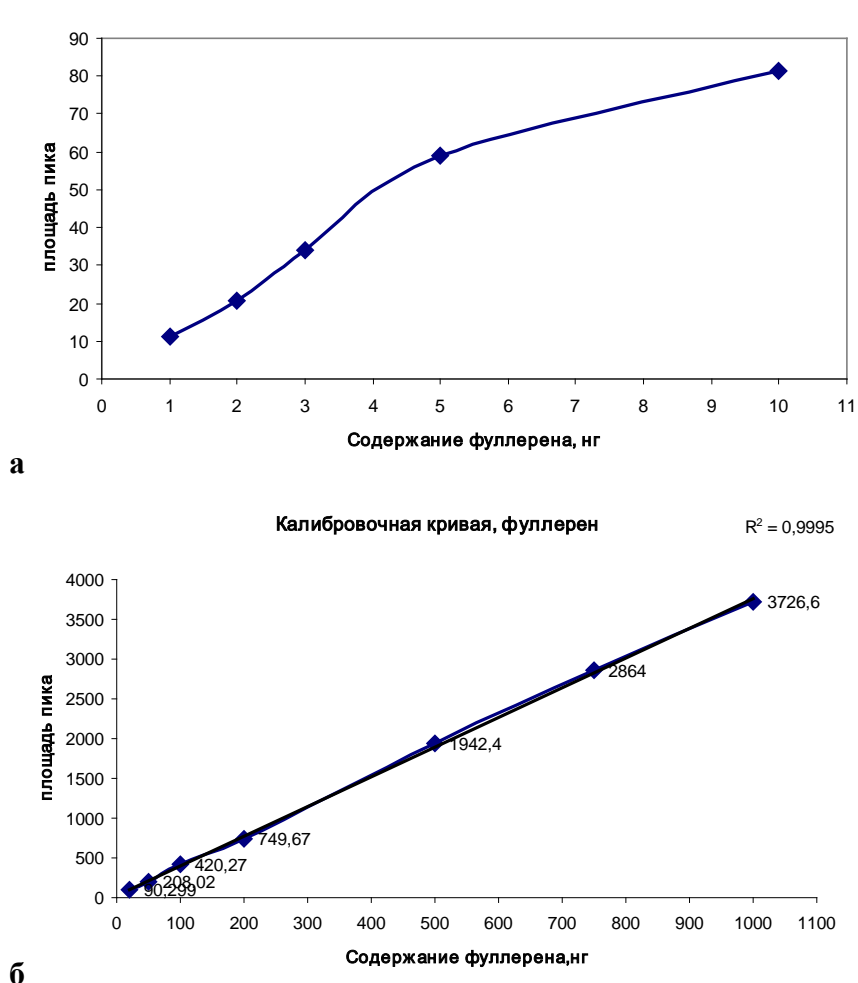 90
80
70
60
50
40
30
20
10
0
площадь пика
0 1 2 3 4 5 6 7 8 9 10 11
Содержание фуллерена, нг
а
Калибровочная кривая, фуллерен
R² = 0,9995
4000
3500
3000
2500
2000
1500
1000
500
0
площадь пика
3726,6
2864
1942,4
749,67
420,27
208,02
90,299
0 100 200 300 400 500 600 700 800 900 1000 1100
Содержание фуллерена,нг
б